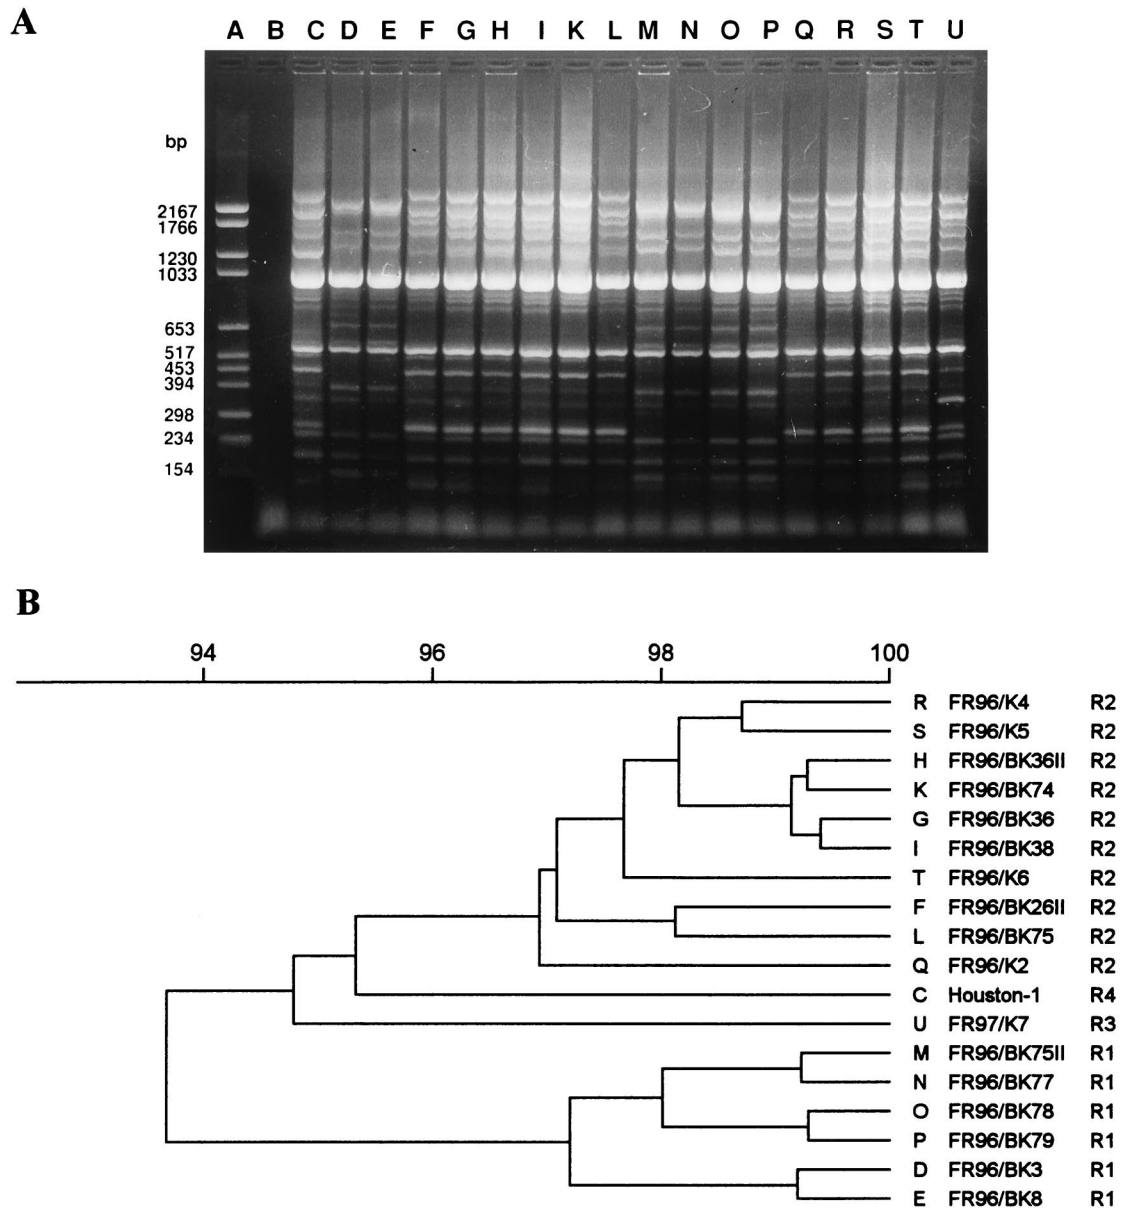 A
A B C D E F G H I K L M N O P Q R S T U
bp
2167
1766
1230
1033
653
517
453
394
298
234
154
B
94 96 98 100
R FR96/K4 R2
S FR96/K5 R2
H FR96/BK36II R2
K FR96/BK74 R2
G FR96/BK36 R2
I FR96/BK38 R2
T FR96/K6 R2
F FR96/BK26II R2
L FR96/BK75 R2
Q FR96/K2 R2
C Houston-1 R4
U FR97/K7 R3
M FR96/BK75II R1
N FR96/BK77 R1
O FR96/BK78 R1
P FR96/BK79 R1
D FR96/BK3 R1
E FR96/BK8 R1